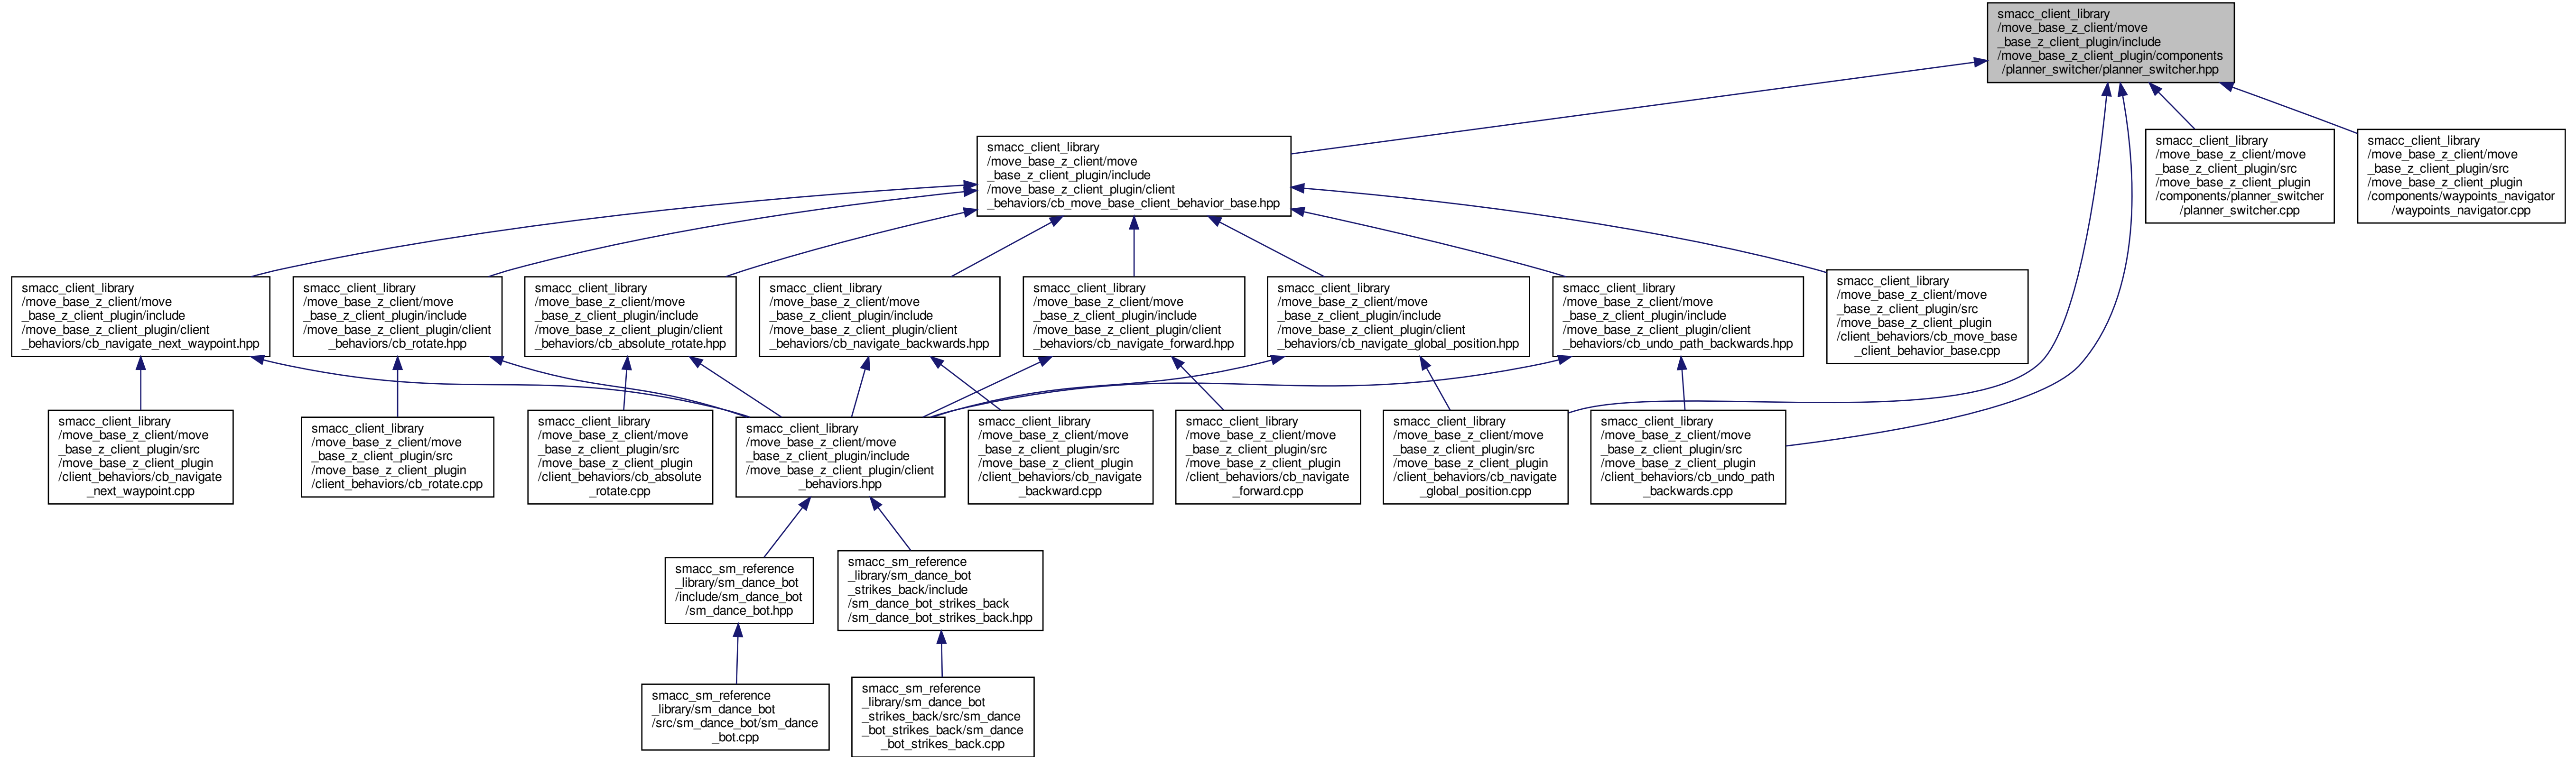 smacc_client_library
/move_base_z_client/move
_base_z_client_plugin/include
/move_base_z_client_plugin/components
/planner_switcher/planner_switcher.hpp
smacc_client_library
/move_base_z_client/move
_base_z_client_plugin/include
/move_base_z_client_plugin/client
_behaviors/cb_move_base_client_behavior_base.hpp
smacc_client_library
/move_base_z_client/move
_base_z_client_plugin/src
/move_base_z_client_plugin
/components/planner_switcher
/planner_switcher.cpp
smacc_client_library
/move_base_z_client/move
_base_z_client_plugin/src
/move_base_z_client_plugin
/components/waypoints_navigator
/waypoints_navigator.cpp
smacc_client_library
/move_base_z_client/move
_base_z_client_plugin/include
/move_base_z_client_plugin/client
_behaviors/cb_navigate_next_waypoint.hpp
smacc_client_library
/move_base_z_client/move
_base_z_client_plugin/include
/move_base_z_client_plugin/client
_behaviors/cb_rotate.hpp
smacc_client_library
/move_base_z_client/move
_base_z_client_plugin/include
/move_base_z_client_plugin/client
_behaviors/cb_absolute_rotate.hpp
smacc_client_library
/move_base_z_client/move
_base_z_client_plugin/include
/move_base_z_client_plugin/client
_behaviors/cb_navigate_backwards.hpp
smacc_client_library
/move_base_z_client/move
_base_z_client_plugin/include
/move_base_z_client_plugin/client
_behaviors/cb_navigate_forward.hpp
smacc_client_library
/move_base_z_client/move
_base_z_client_plugin/include
/move_base_z_client_plugin/client
_behaviors/cb_navigate_global_position.hpp
smacc_client_library
/move_base_z_client/move
_base_z_client_plugin/include
/move_base_z_client_plugin/client
_behaviors/cb_undo_path_backwards.hpp
smacc_client_library
/move_base_z_client/move
_base_z_client_plugin/src
/move_base_z_client_plugin
/client_behaviors/cb_move_base
_client_behavior_base.cpp
smacc_client_library
/move_base_z_client/move
_base_z_client_plugin/src
/move_base_z_client_plugin
/client_behaviors/cb_navigate
_next_waypoint.cpp
smacc_client_library
/move_base_z_client/move
_base_z_client_plugin/src
/move_base_z_client_plugin
/client_behaviors/cb_rotate.cpp
smacc_client_library
/move_base_z_client/move
_base_z_client_plugin/src
/move_base_z_client_plugin
/client_behaviors/cb_absolute
_rotate.cpp
smacc_client_library
/move_base_z_client/move
_base_z_client_plugin/include
/move_base_z_client_plugin/client
_behaviors.hpp
smacc_client_library
/move_base_z_client/move
_base_z_client_plugin/src
/move_base_z_client_plugin
/client_behaviors/cb_navigate
_backward.cpp
smacc_client_library
/move_base_z_client/move
_base_z_client_plugin/src
/move_base_z_client_plugin
/client_behaviors/cb_navigate
_forward.cpp
smacc_client_library
/move_base_z_client/move
_base_z_client_plugin/src
/move_base_z_client_plugin
/client_behaviors/cb_navigate
_global_position.cpp
smacc_client_library
/move_base_z_client/move
_base_z_client_plugin/src
/move_base_z_client_plugin
/client_behaviors/cb_undo_path
_backwards.cpp
smacc_sm_reference
_library/sm_dance_bot
/include/sm_dance_bot
/sm_dance_bot.hpp
smacc_sm_reference
_library/sm_dance_bot
_strikes_back/include
/sm_dance_bot_strikes_back
/sm_dance_bot_strikes_back.hpp
smacc_sm_reference
_library/sm_dance_bot
/src/sm_dance_bot/sm_dance
_bot.cpp
smacc_sm_reference
_library/sm_dance_bot
_strikes_back/src/sm_dance
_bot_strikes_back/sm_dance
_bot_strikes_back.cpp